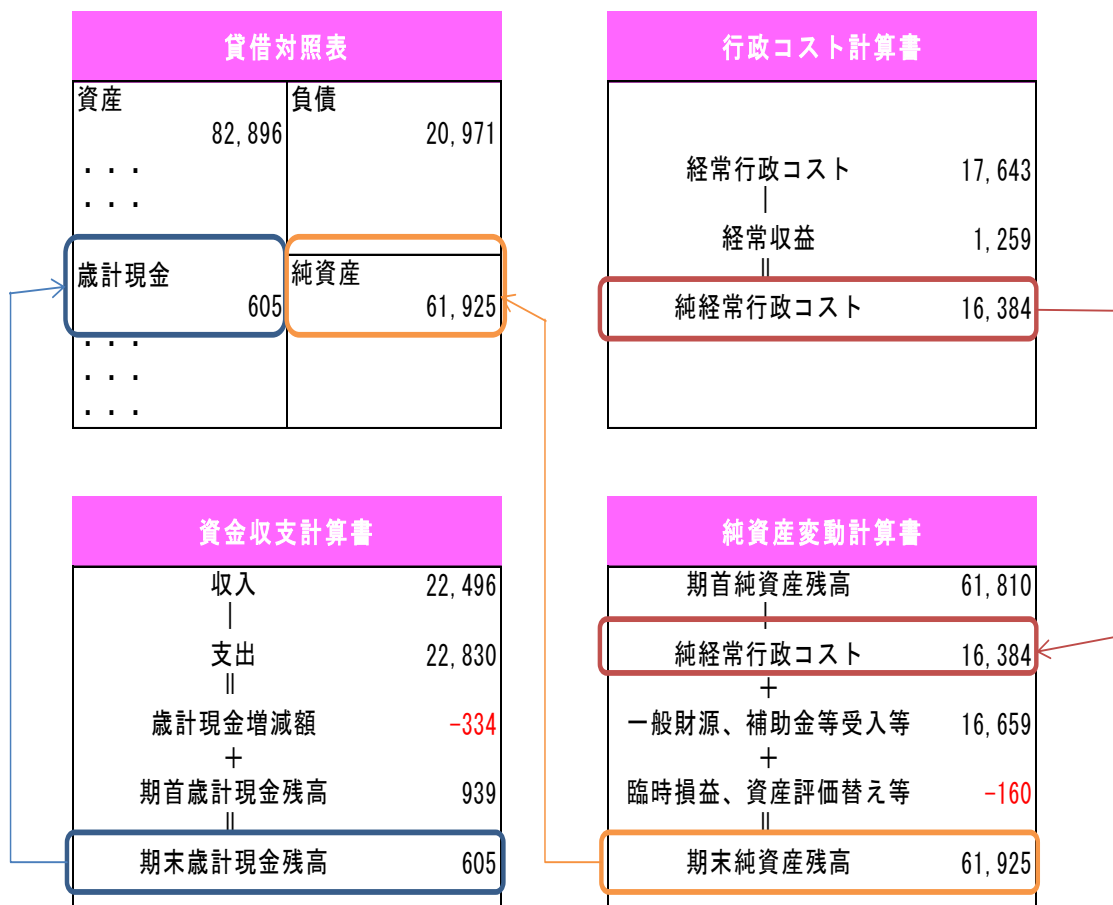 貸借対照表
資産
82,896
・・・
・・・
歳計現金
605
・・・
・・・
・・・
負債
20,971
純資産
61,925
行政コスト計算書
経常行政コスト 17,643
|
経常収益 1,259
||
純経常行政コスト 16,384
資金収支計算書
収入 22,496
|
支出 22,830
||
歳計現金増減額 -334
+
期首歳計現金残高 939
||
期末歳計現金残高 605
純資産変動計算書
期首純資産残高 61,810
|
純経常行政コスト 16,384
+
一般財源、補助金等受入等 16,659
+
臨時損益、資産評価替え等 -160
||
期末純資産残高 61,925